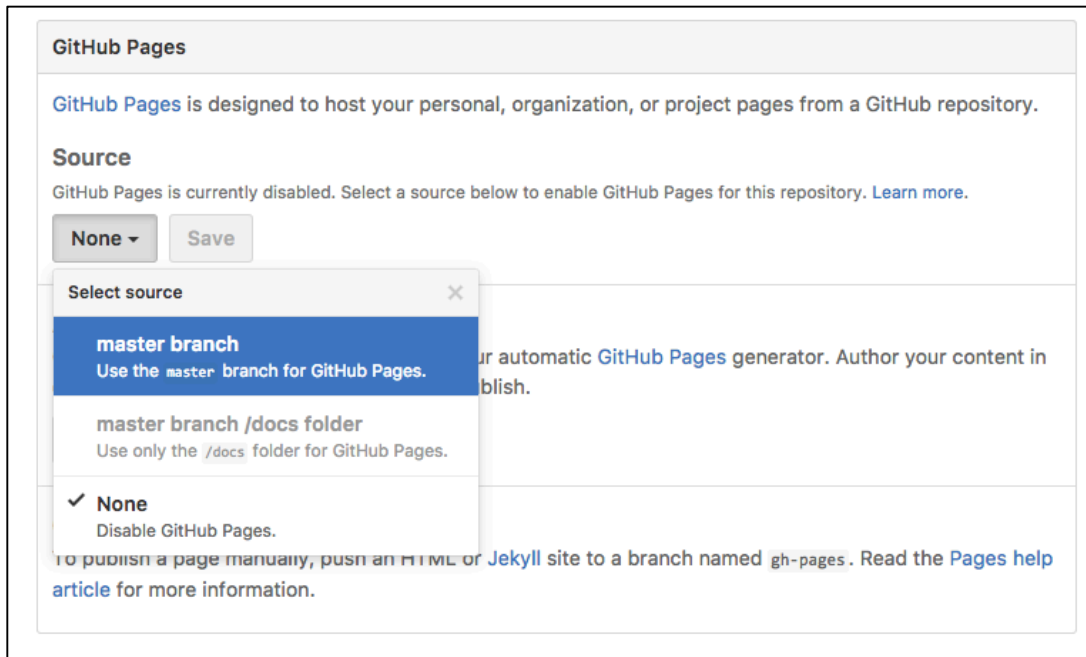 GitHub Pages
GitHub Pages is designed to host your personal, organization, or project pages from a GitHub repository.
Source
GitHub Pages is currently disabled. Select a source below to enable GitHub Pages for this repository. Learn more.
None Save
Select source
master branch
Use the master branch for GitHub Pages.
automatic GitHub Pages generator. Author your content in
master branch /docs folder
Use only the /docs folder for GitHub Pages.
None
Disable GitHub Pages.
To publish a page manually, push an HTML or Jekyll site to a branch named gh-pages. Read the Pages help
article for more information.